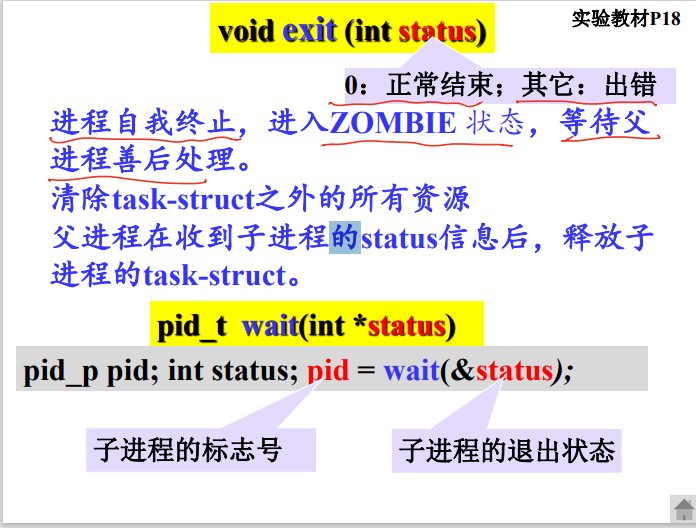 void exit (int status)
实验教材P18
0：正常结束；其它：出错
进程自我终止，进入ZOMBIE 状态，等待父
进程善后处理。
清除task-struct之外的所有资源
父进程在收到子进程的status信息后，释放子
进程的task-struct。
pid_t wait(int *status)
pid_p pid; int status; pid = wait(&status);
子进程的标志号
子进程的退出状态